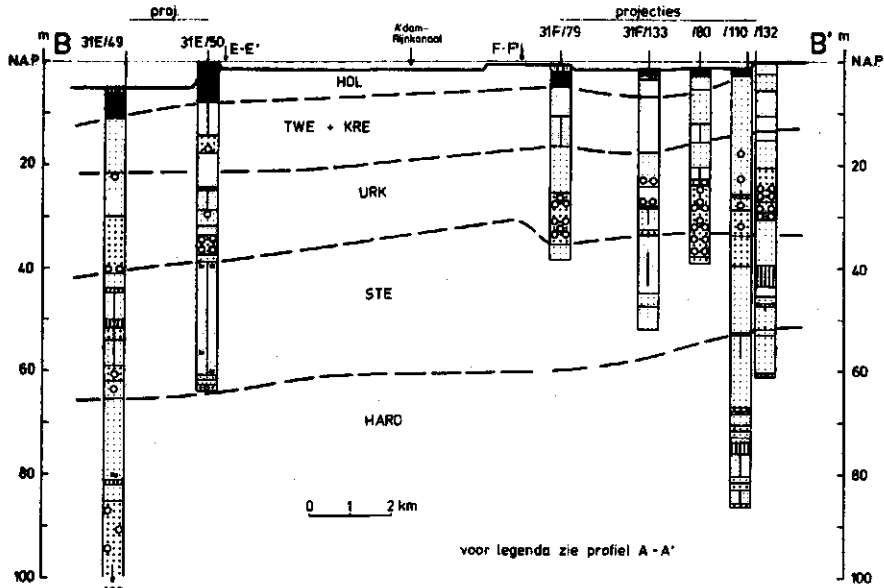 proj. projecties
m B 31E/49 31E/50 E-E' A'dam-Rijnkanaal F-F' 31F/79 31F/133 /80 /110 /132 B' m
N.A.P. N.A.P.
HOL
TWE + KRE
20 20
URK
40 40
STE
60 60
HARD
80 80
0 1 2 km
voor legenda zie profiel A-A'
100 100